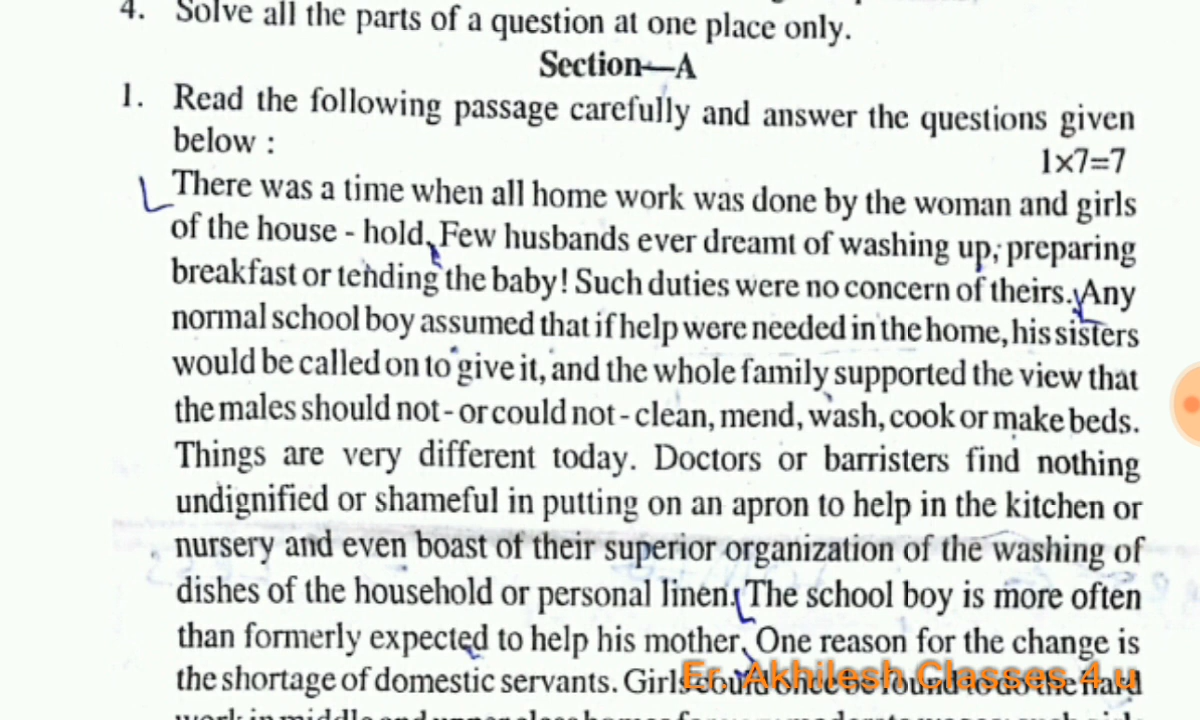 4. Solve all the parts of a question at one place only.
Section—A
1. Read the following passage carefully and answer the questions given
below :
1×7=7
There was a time when all home work was done by the woman and girls
of the house - hold. Few husbands ever dreamt of washing up, preparing
breakfast or tending the baby! Such duties were no concern of theirs. Any
normal school boy assumed that if help were needed in the home, his sisters
would be called on to give it, and the whole family supported the view that
the males should not - or could not - clean, mend, wash, cook or make beds.
Things are very different today. Doctors or barristers find nothing
undignified or shameful in putting on an apron to help in the kitchen or
nursery and even boast of their superior organization of the washing of
dishes of the household or personal linen. The school boy is more often
than formerly expected to help his mother. One reason for the change is
the shortage of domestic servants. Girls could once be found to do the hard
Er. Akhilesh Classes 4 u